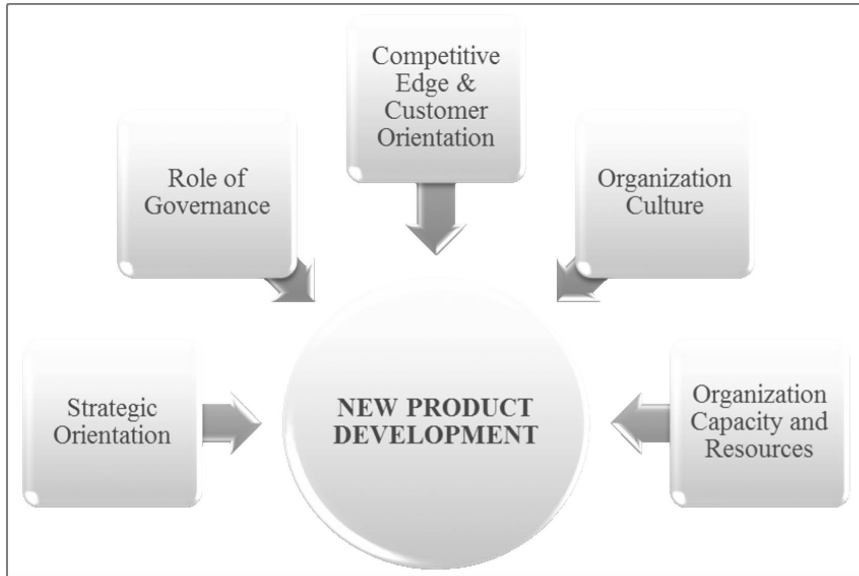 Competitive
Edge &
Customer
Orientation
Role of
Governance
Organization
Culture
Strategic
Orientation
NEW PRODUCT
DEVELOPMENT
Organization
Capacity and
Resources